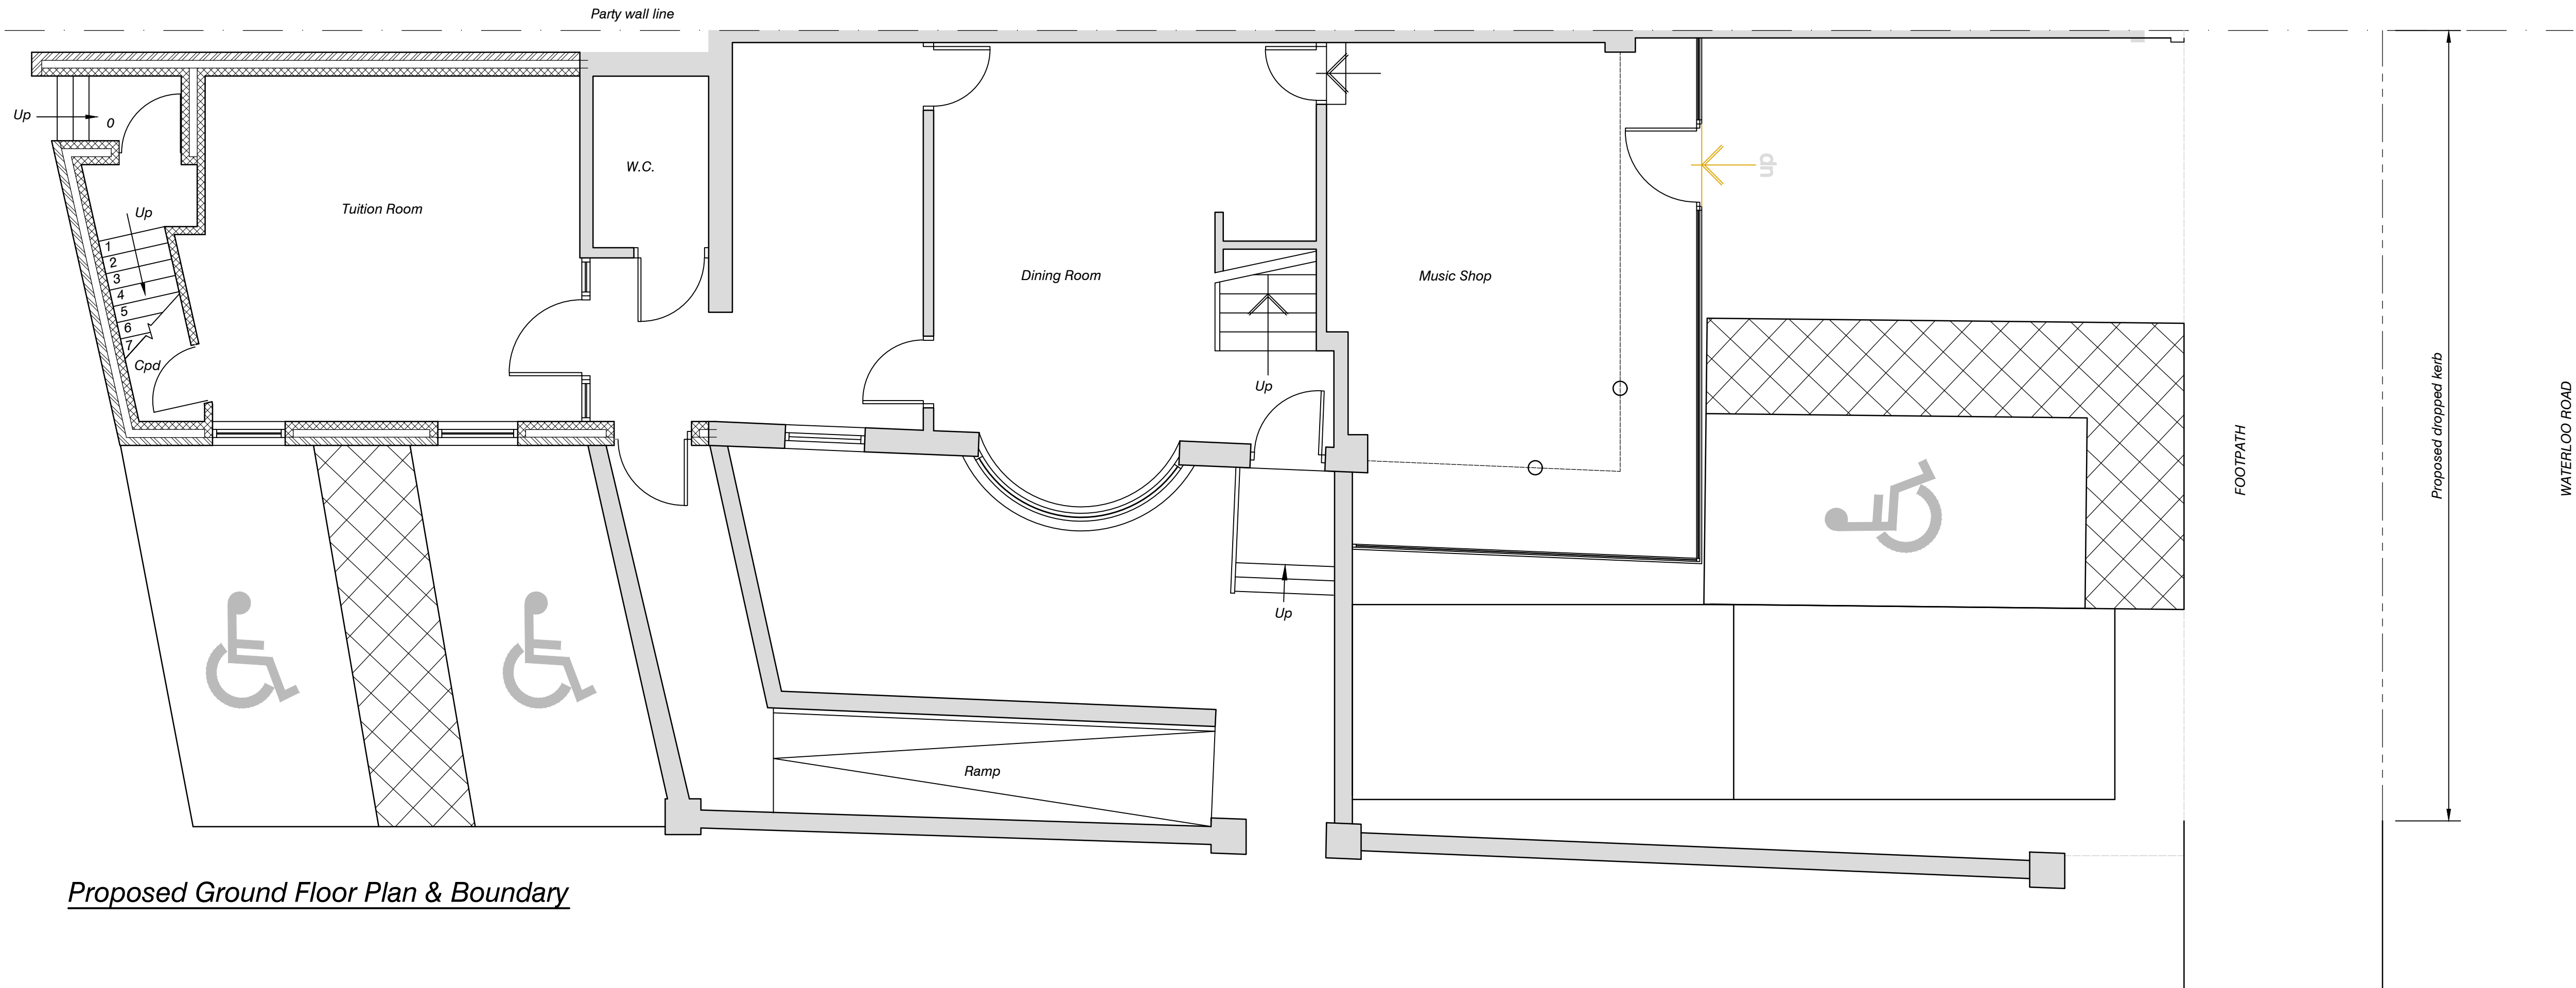 Party wall line
Up
0
up
W.C.
Tuition Room
Up
1
2
3
4
5
6
7
Cpd
Dining Room
Music Shop
Up
Up
Ramp
FOOTPATH
Proposed dropped kerb
WATERLOO ROAD
Proposed Ground Floor Plan & Boundary